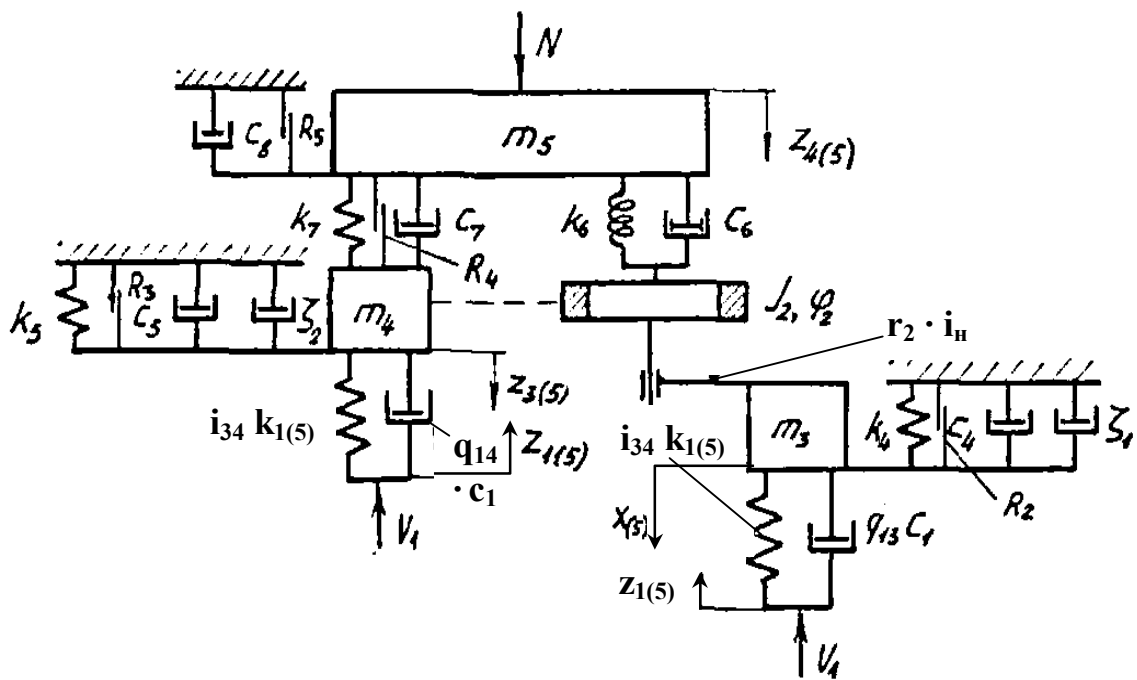 N
C₈
R₅
m₅
z₄₍₅₎
k₇
C₇
R₄
k₆
C₆
k₅
R₃
C₅
ζ₂
m₄
J₂, φ₂
r₂ · iн
z₃₍₅₎
i₃₄ k₁₍₅₎
q₁₄
· c₁
z₁₍₅₎
V₁
i₃₄ k₁₍₅₎
m₃
k₄
C₄
ζ₁
R₂
x₍₅₎
q₁₃ C₁
z₁₍₅₎
V₁